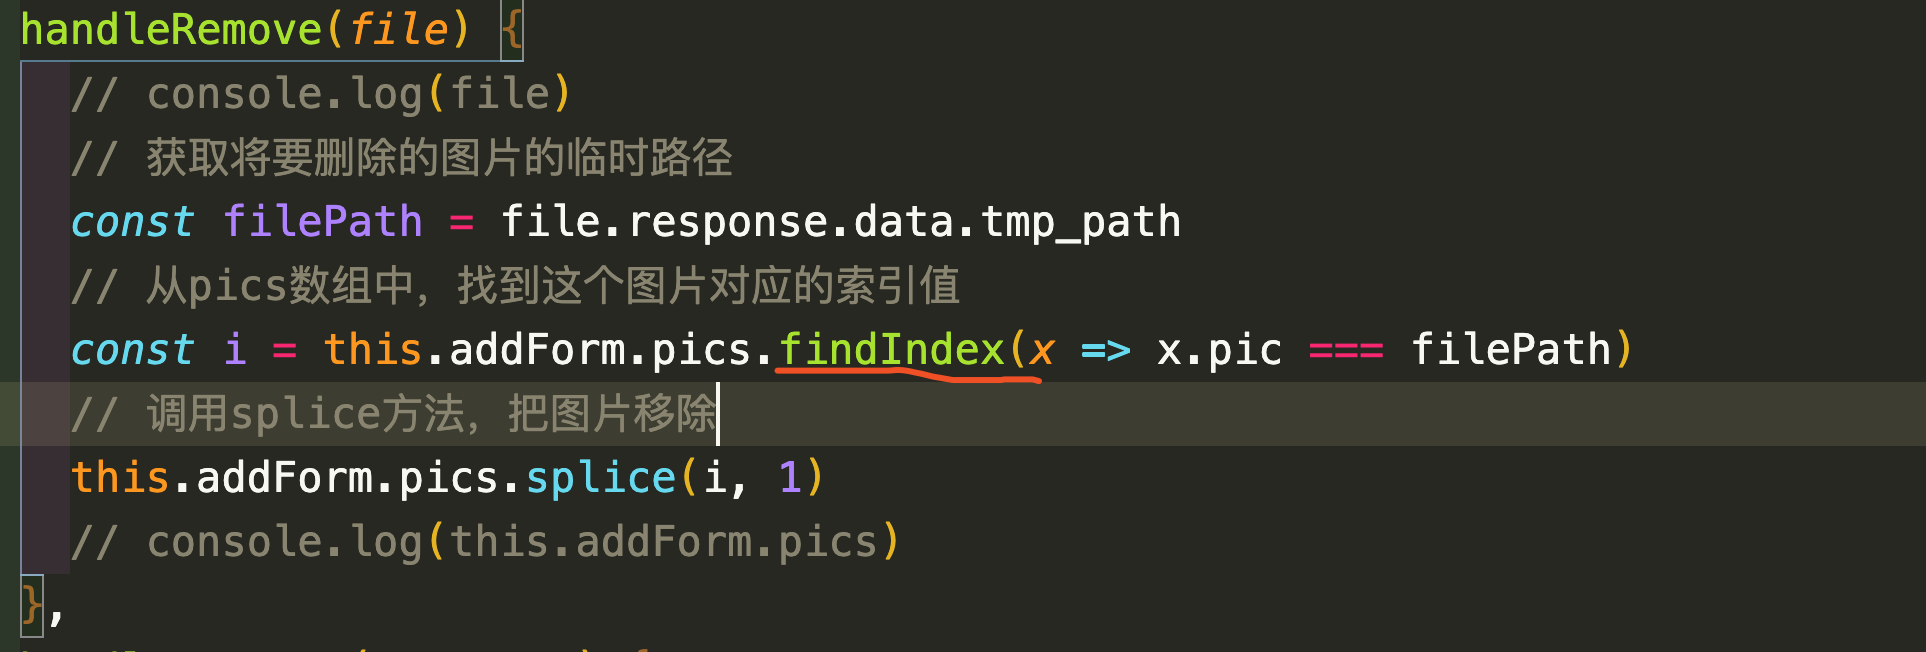 handleRemove(file) {
// console.log(file)
// 获取将要删除的图片的临时路径
const filePath = file.response.data.tmp_path
// 从pics数组中，找到这个图片对应的索引值
const i = this.addForm.pics.findIndex(x => x.pic === filePath)
// 调用splice方法，把图片移除
this.addForm.pics.splice(i, 1)
// console.log(this.addForm.pics)
},